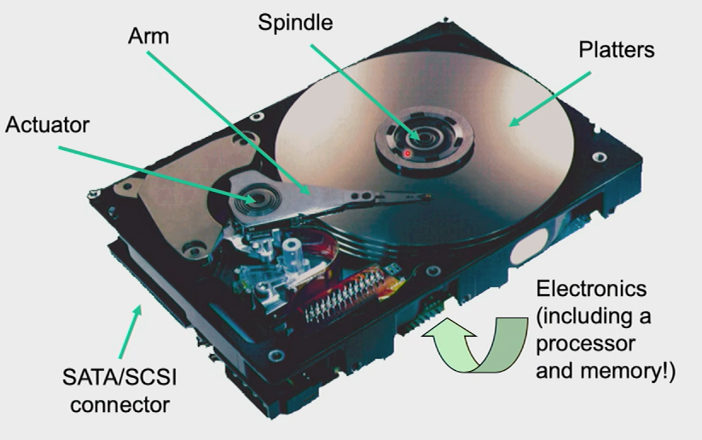 Spindle
Arm
Platters
Actuator
Electronics
(including a
processor
and memory!)
SATA/SCSI
connector